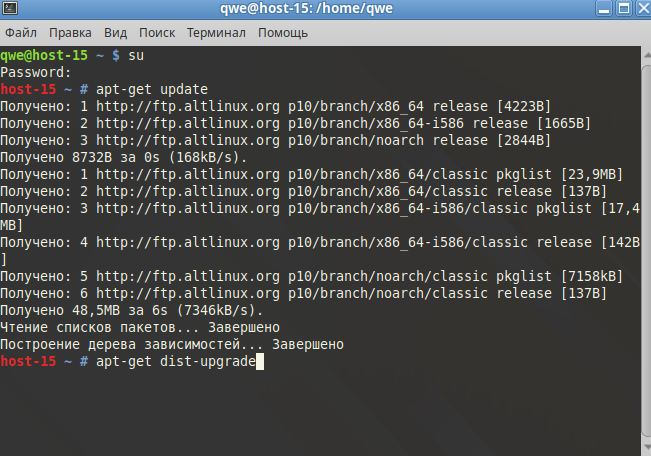 qwe@host-15: /home/qwe
Файл Правка Вид Поиск Терминал Помощь
qwe@host-15 ~ $ su
Password:
host-15 ~ # apt-get update
Получено: 1 http://ftp.altlinux.org p10/branch/x86_64 release [4223B]
Получено: 2 http://ftp.altlinux.org p10/branch/x86_64-i586 release [1665B]
Получено: 3 http://ftp.altlinux.org p10/branch/noarch release [2844B]
Получено 8732B за 0s (168kB/s).
Получено: 1 http://ftp.altlinux.org p10/branch/x86_64/classic pkglist [23,9MB]
Получено: 2 http://ftp.altlinux.org p10/branch/x86_64/classic release [137B]
Получено: 3 http://ftp.altlinux.org p10/branch/x86_64-i586/classic pkglist [17,4
MB]
Получено: 4 http://ftp.altlinux.org p10/branch/x86_64-i586/classic release [142B
]
Получено: 5 http://ftp.altlinux.org p10/branch/noarch/classic pkglist [7158kB]
Получено: 6 http://ftp.altlinux.org p10/branch/noarch/classic release [137B]
Получено 48,5MB за 6s (7346kB/s).
Чтение списков пакетов... Завершено
Построение дерева зависимостей... Завершено
host-15 ~ # apt-get dist-upgrade